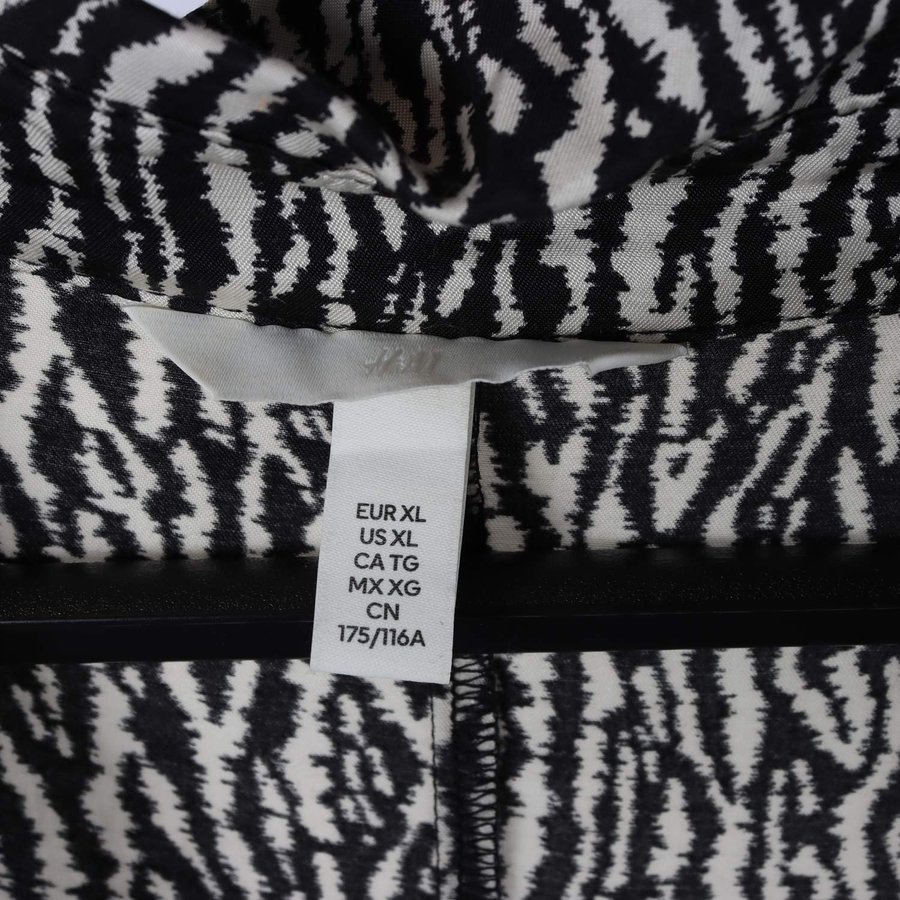 H&M
EUR XL
US XL
CA TG
MX XG
CN
175/116A